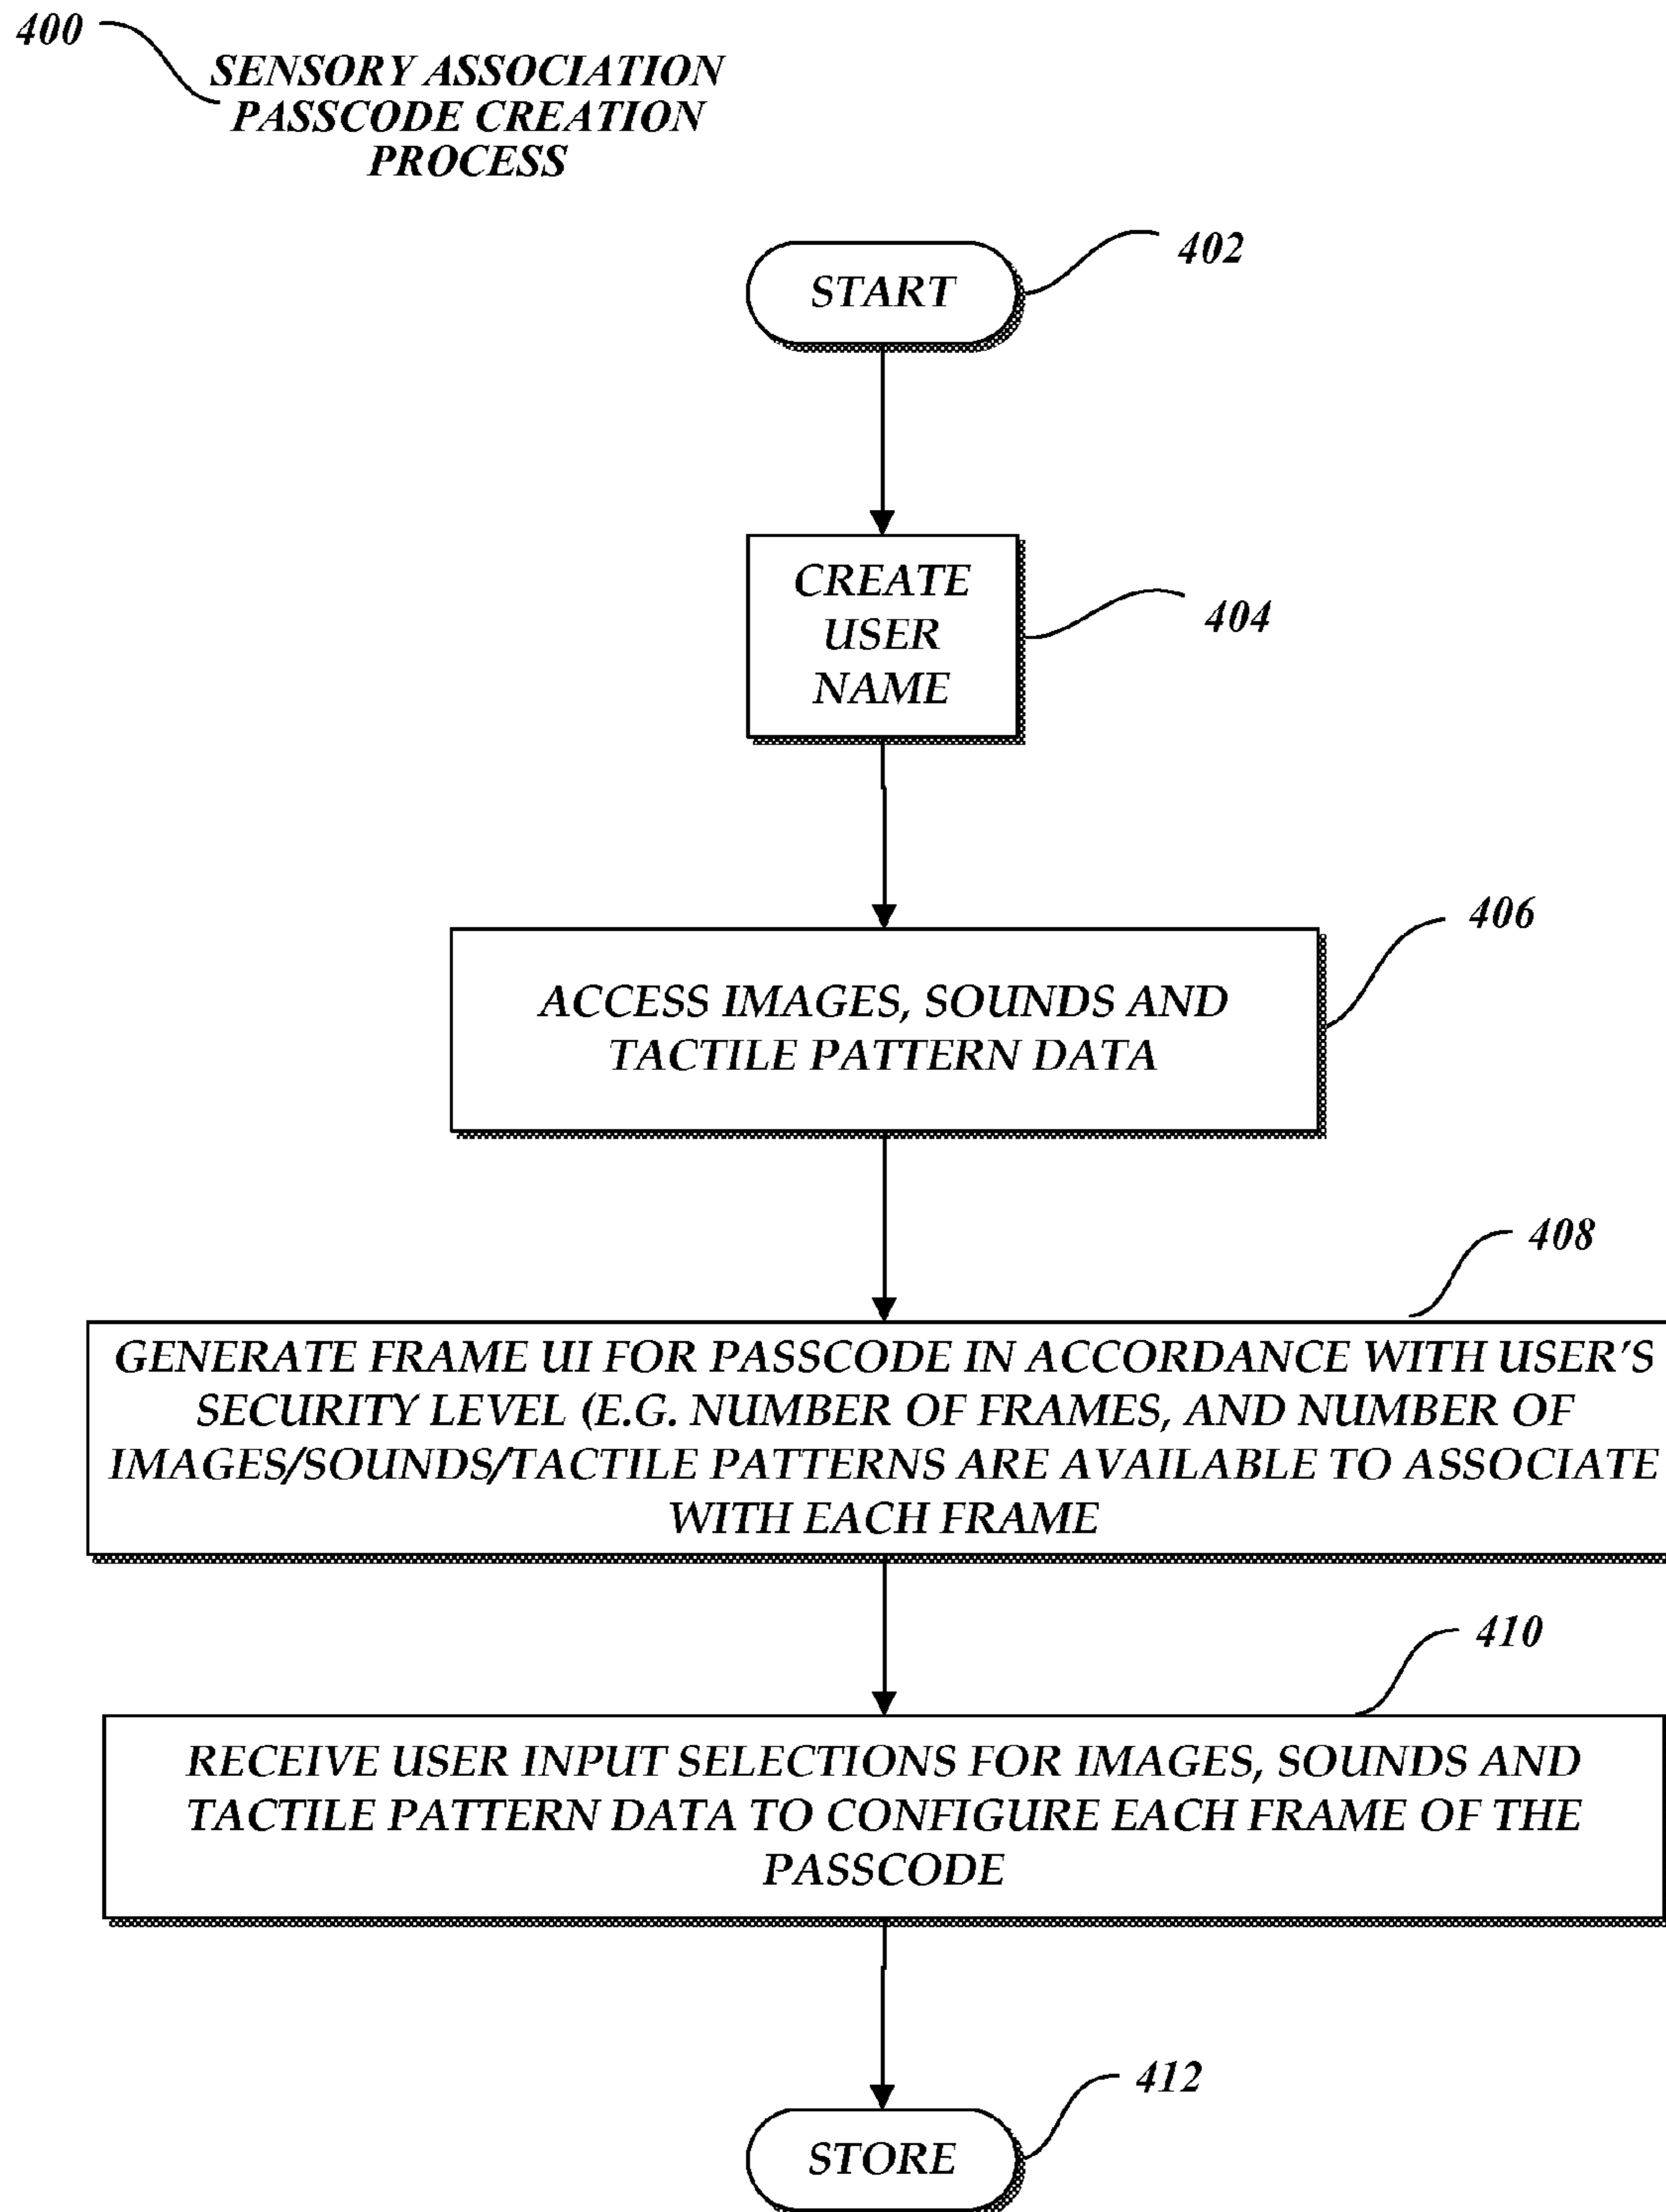 400
SENSORY ASSOCIATION
PASSCODE CREATION
PROCESS
START
402
CREATE
USER
NAME
404
ACCESS IMAGES, SOUNDS AND
TACTILE PATTERN DATA
406
408
GENERATE FRAME UI FOR PASSCODE IN ACCORDANCE WITH USER'S
SECURITY LEVEL (E.G. NUMBER OF FRAMES, AND NUMBER OF
IMAGES/SOUNDS/TACTILE PATTERNS ARE AVAILABLE TO ASSOCIATE
WITH EACH FRAME
410
RECEIVE USER INPUT SELECTIONS FOR IMAGES, SOUNDS AND
TACTILE PATTERN DATA TO CONFIGURE EACH FRAME OF THE
PASSCODE
412
STORE